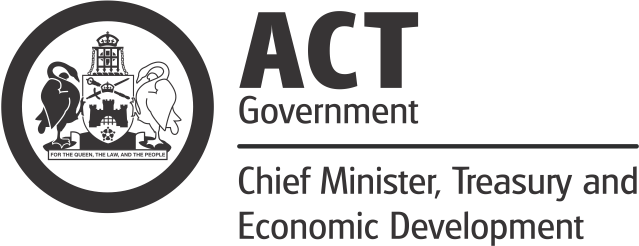 ACT
Government
FOR THE QUEEN, THE LAW, AND THE PEOPLE
Chief Minister, Treasury and
Economic Development